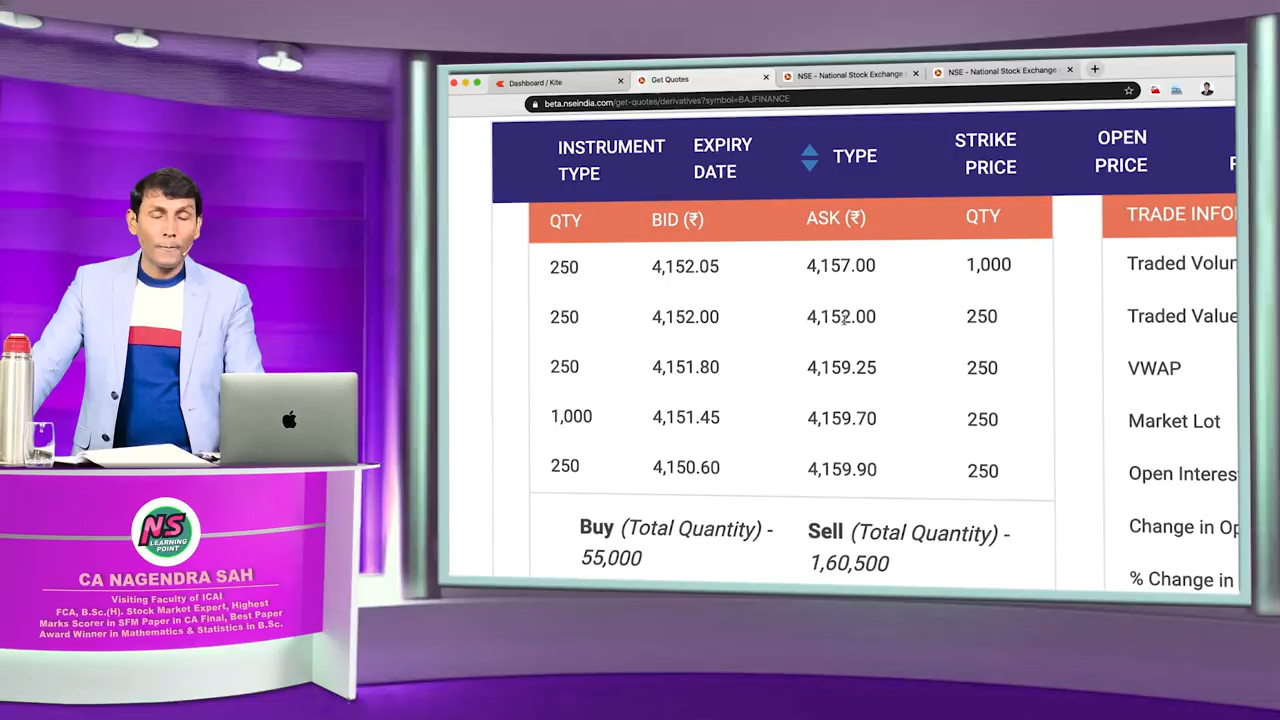 Dashboard / Kite
Get Quotes
NSE - National Stock Exchange
NSE - National Stock Exchange
beta.nseindia.com/get-quotes/derivatives?symbol=BAJFINANCE
INSTRUMENT TYPE EXPIRY DATE TYPE STRIKE PRICE OPEN PRICE
QTY BID (₹) ASK (₹) QTY
250 4,152.05 4,157.00 1,000
250 4,152.00 4,152.00 250
250 4,151.80 4,159.25 250
1,000 4,151.45 4,159.70 250
250 4,150.60 4,159.90 250
Buy (Total Quantity) - 55,000
Sell (Total Quantity) - 1,60,500
TRADE INFO
Traded Volum
Traded Value
VWAP
Market Lot
Open Interes
Change in Op
% Change in
NS
LEARNING
POINT
CA NAGENDRA SAH
Visiting Faculty of ICAI
FCA, B.Sc.(H). Stock Market Expert, Highest
Marks Scorer in SFM Paper in CA Final, Best Paper
Award Winner in Mathematics & Statistics in B.Sc.